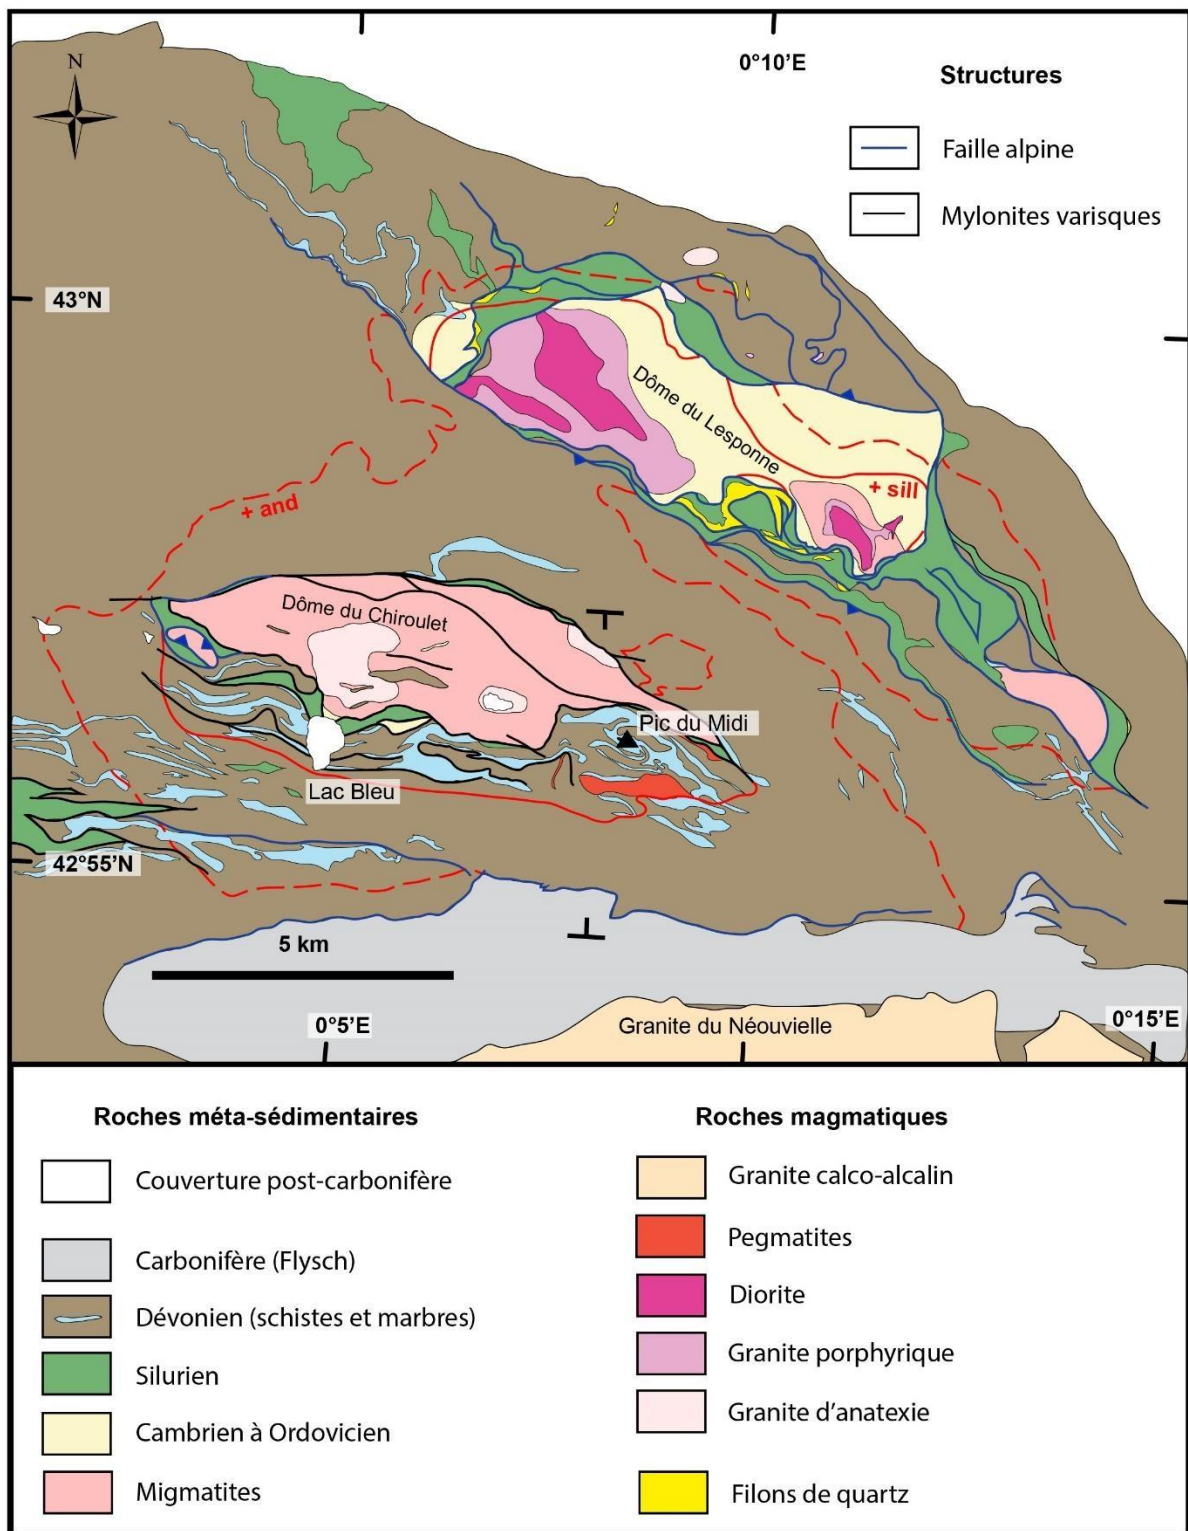 N
0°10’E
Structures
Faille alpine
Mylonites varisques
43°N
Dôme du Lesponne
+ sill
+ and
Dôme du Chiroulet
Pic du Midi
Lac Bleu
42°55’N
5 km
0°5’E
Granite du Néouvielle
0°15’E
Roches méta-sédimentaires
Couverture post-carbonifère
Carbonifère (Flysch)
Dévonien (schistes et marbres)
Silurien
Cambrien à Ordovicien
Migmatites
Roches magmatiques
Granite calco-alcalin
Pegmatites
Diorite
Granite porphyrique
Granite d’anatexie
Filons de quartz